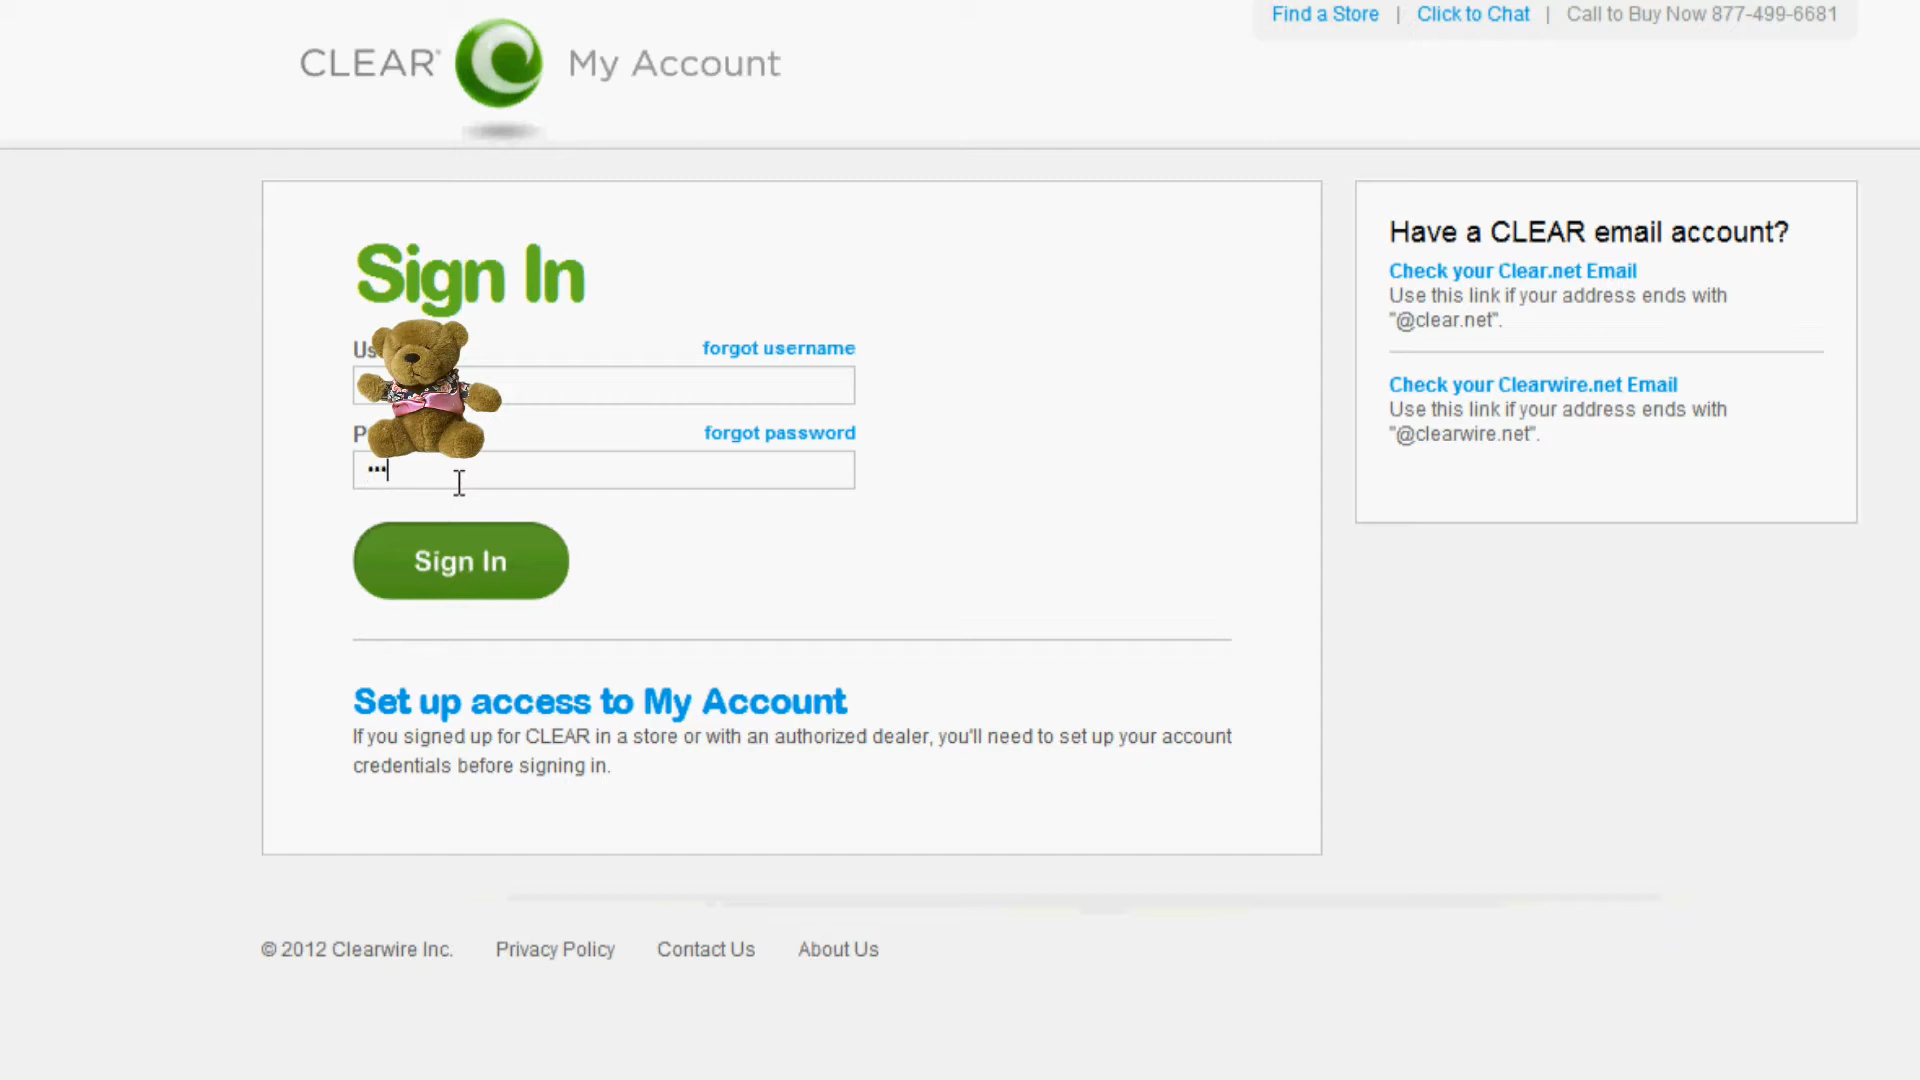 Find a Store | Click to Chat | Call to Buy Now 877-499-6681
CLEAR My Account
Sign In
forgot username
forgot password
Sign In
Set up access to My Account
If you signed up for CLEAR in a store or with an authorized dealer, you'll need to set up your account
credentials before signing in.
Have a CLEAR email account?
Check your Clear.net Email
Use this link if your address ends with
"@clear.net".
Check your Clearwire.net Email
Use this link if your address ends with
"@clearwire.net".
© 2012 Clearwire Inc. Privacy Policy Contact Us About Us